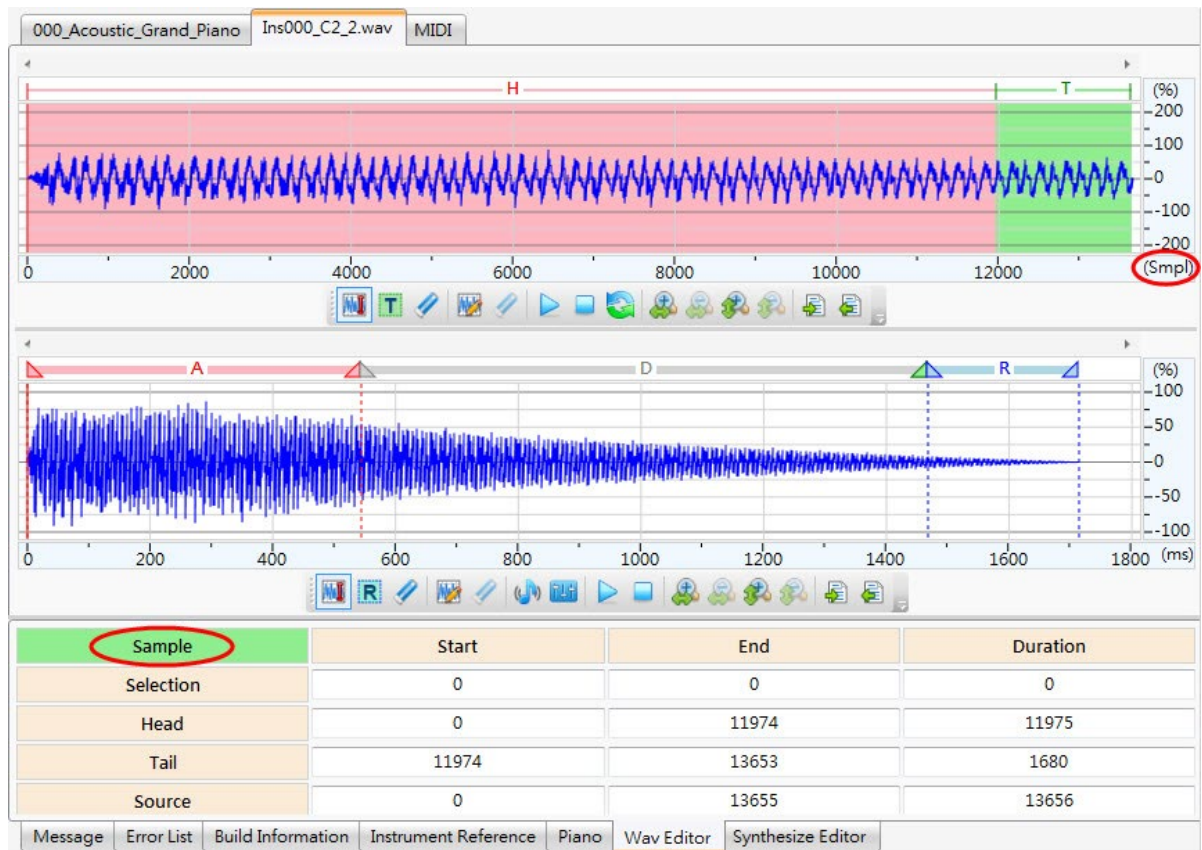 000_Acoustic_Grand_Piano Ins000_C2_2.wav MIDI
H T (%)
200
100
0
-100
-200
0 2000 4000 6000 8000 10000 12000 (Smpl)
T
A D R (%)
100
50
0
-50
-100
0 200 400 600 800 1000 1200 1400 1600 1800 (ms)
R
Sample Start End Duration
Selection 0 0 0
Head 0 11974 11975
Tail 11974 13653 1680
Source 0 13655 13656
Message Error List Build Information Instrument Reference Piano Wav Editor Synthesize Editor